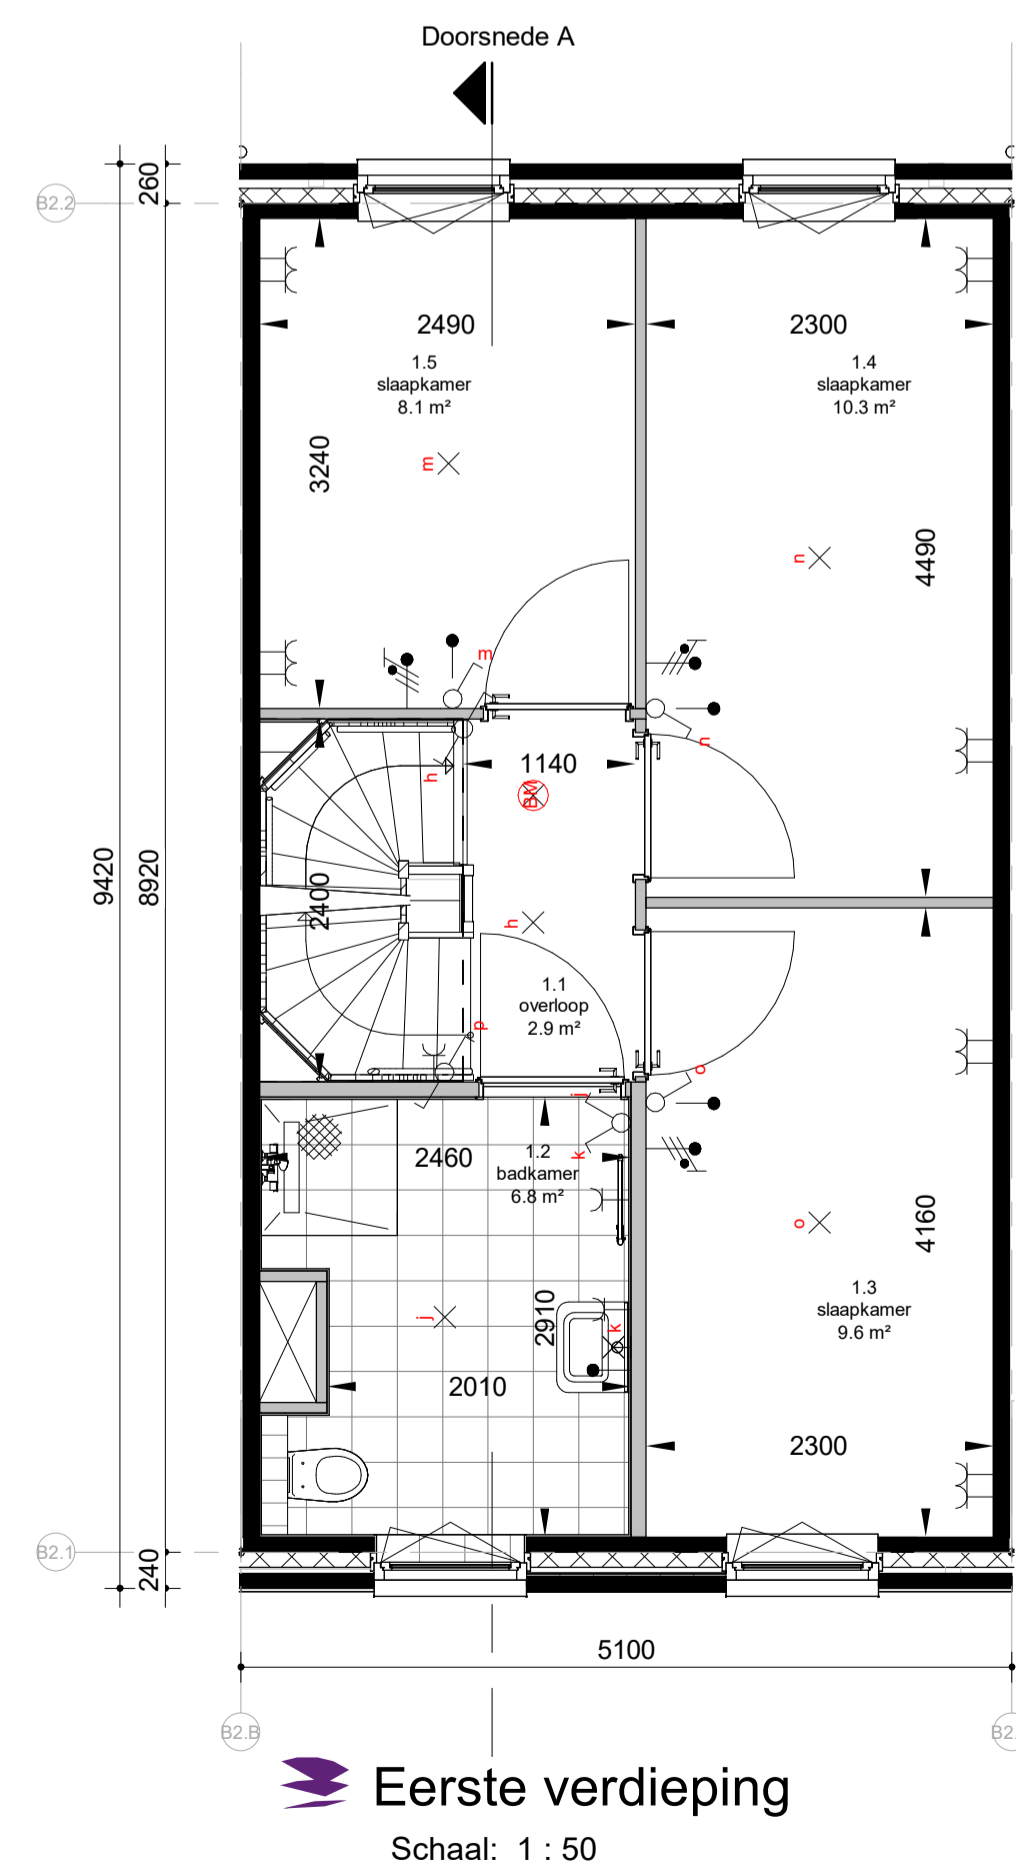 Doorsnede A
260
B2.2
2490
2300
1.5
slaapkamer
8.1 m²
1.4
slaapkamer
10.3 m²
3240
m
n
4490
m
n
h
1140
BM
9420
8920
2400
h
1.1
overloop
2.9 m²
p
o
j
k
2460
1.2
badkamer
6.8 m²
o
4160
1.3
slaapkamer
9.6 m²
j
2910
k
2010
2300
B2.1
240
5100
B2.B
B2.
Eerste verdieping
Schaal: 1 : 50